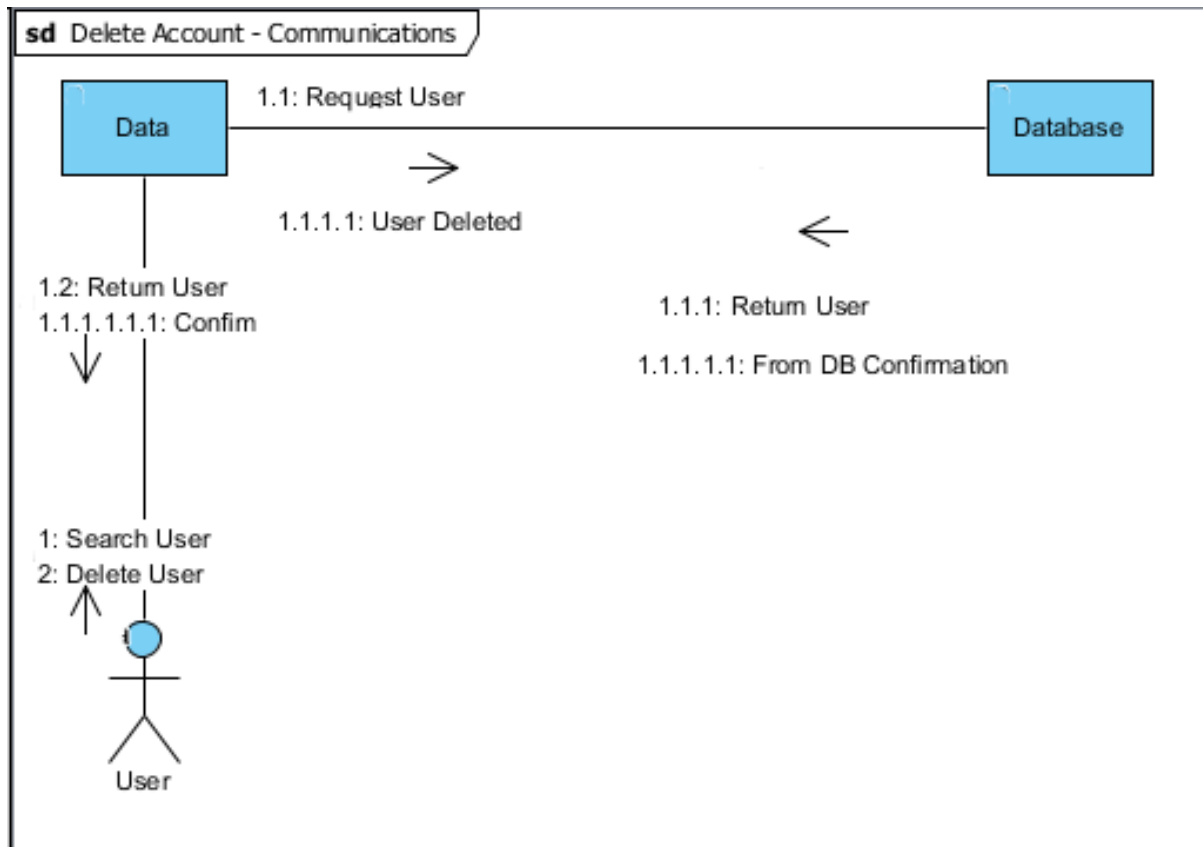 sd Delete Account - Communications
1.1: Request User
Data
Database
1.1.1.1: User Deleted
1.2: Return User
1.1.1.1.1.1: Confim
1.1.1: Return User
1.1.1.1.1: From DB Confirmation
1: Search User
2: Delete User
User